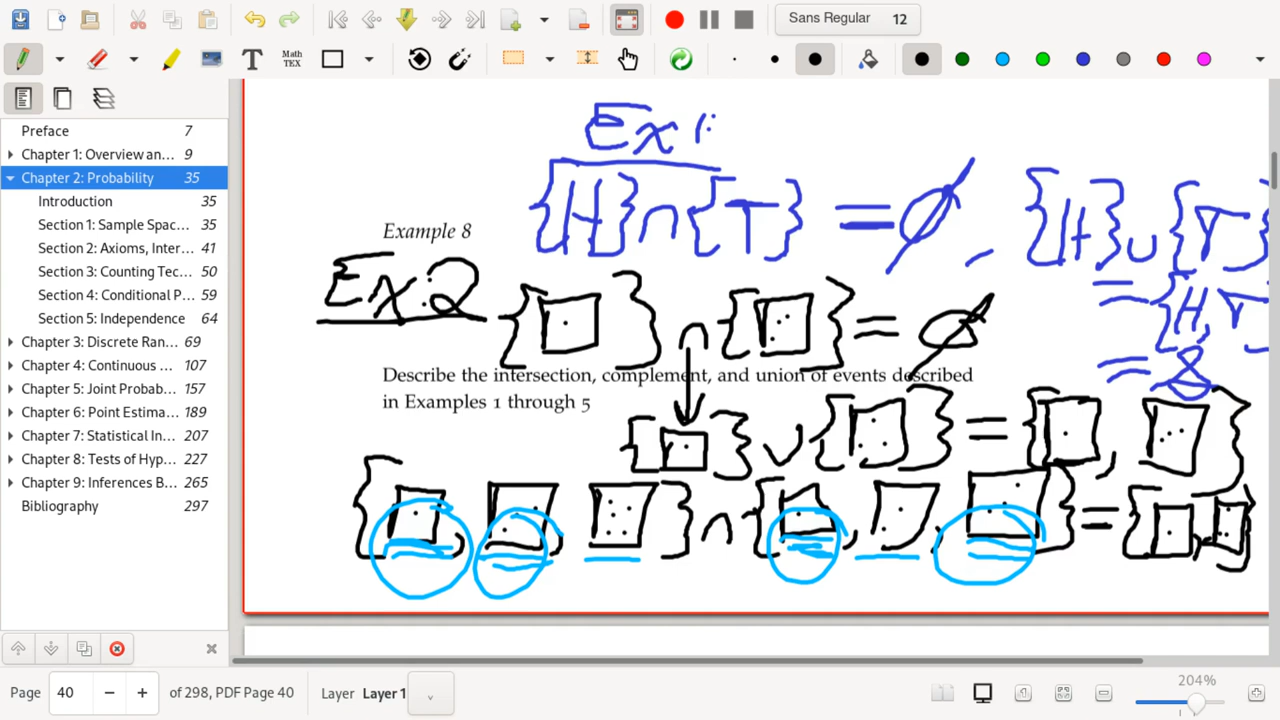 Sans Regular 12
T Math TEX
Preface 7
Chapter 1: Overview an... 9
Chapter 2: Probability 35
Introduction 35
Section 1: Sample Spac... 35
Section 2: Axioms, Inter... 41
Section 3: Counting Tec... 50
Section 4: Conditional P... 59
Section 5: Independence 64
Chapter 3: Discrete Ran... 69
Chapter 4: Continuous ... 107
Chapter 5: Joint Probab... 157
Chapter 6: Point Estima... 189
Chapter 7: Statistical In... 207
Chapter 8: Tests of Hyp... 227
Chapter 9: Inferences B... 265
Bibliography 297
Ex 1:
{H} ∩ {T} = ∅, {H} ∪ {T}
= {H, T
=
Example 8
Ex:2 { } ∩ { } = ∅
Describe the intersection, complement, and union of events described
in Examples 1 through 5
{ } ∪ { } = { , }
{ , , } ∩ { , , } = { , }
Page 40 of 298, PDF Page 40 Layer Layer 1 204%